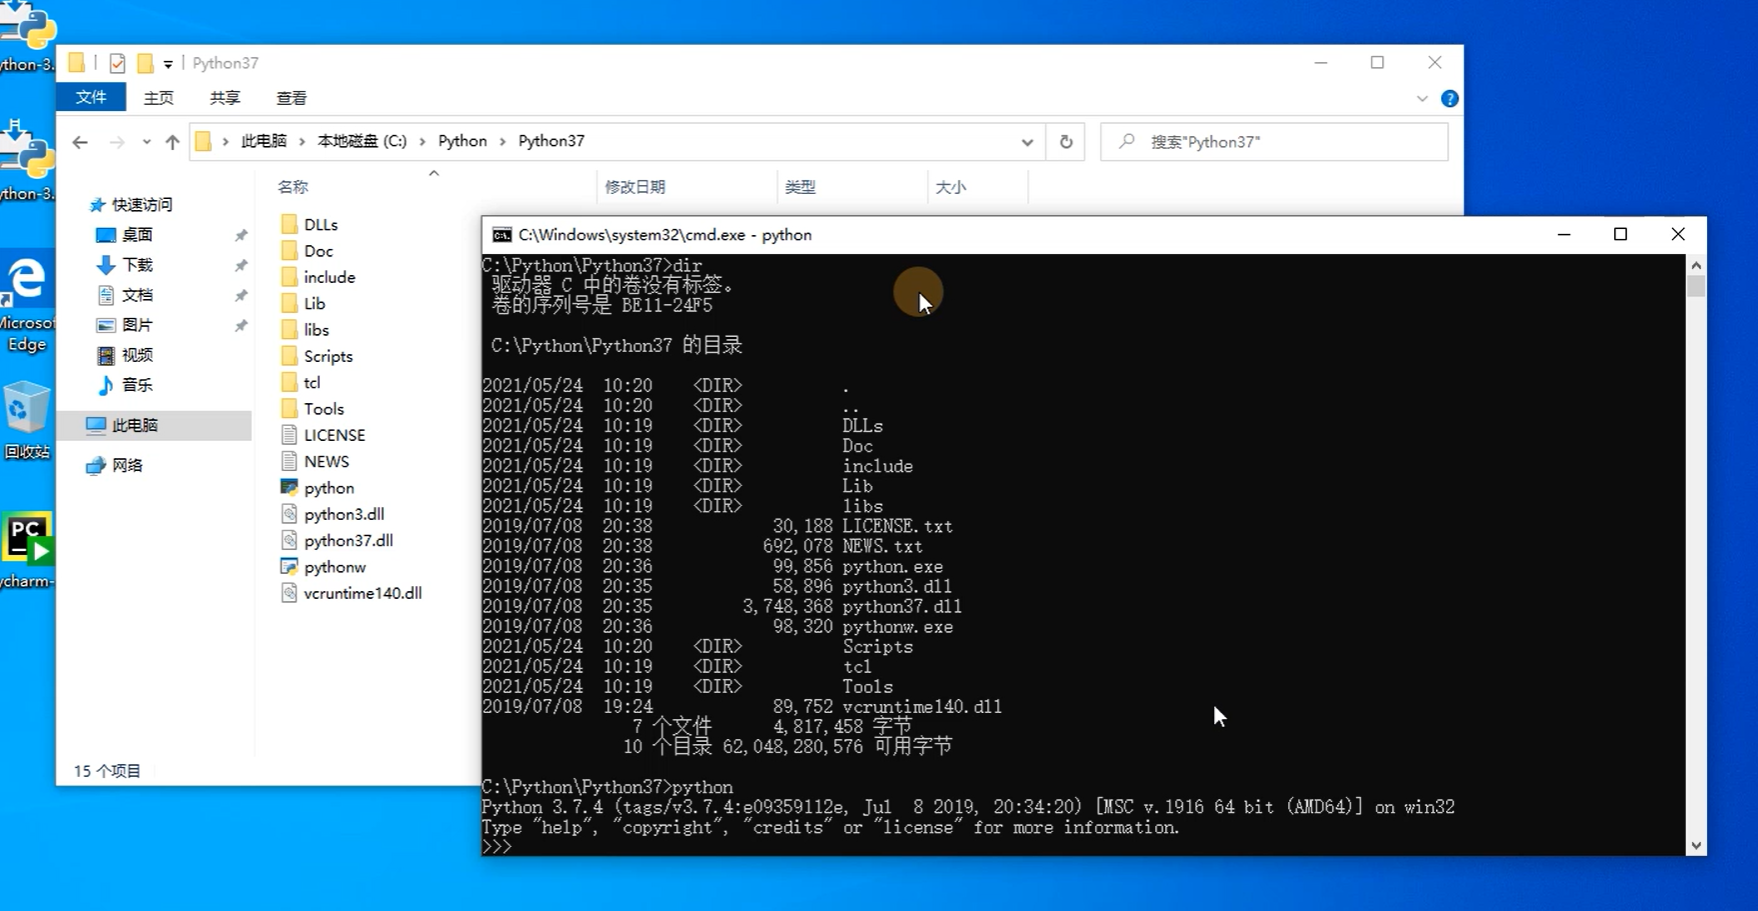 ython-3.
ython-3.
Microsof
Edge
回收站
PC
ycharm-
Python37
文件 主页 共享 查看
此电脑 › 本地磁盘 (C:) › Python › Python37
搜索"Python37"
名称 修改日期 类型 大小
快速访问
桌面
下载
文档
图片
视频
音乐
此电脑
网络
DLLs
Doc
include
Lib
libs
Scripts
tcl
Tools
LICENSE
NEWS
python
python3.dll
python37.dll
pythonw
vcruntime140.dll
15 个项目
C:\Windows\system32\cmd.exe - python
C:\Python\Python37>dir
驱动器 C 中的卷没有标签。
卷的序列号是 BE11-24F5
C:\Python\Python37 的目录
2021/05/24 10:20 <DIR> .
2021/05/24 10:20 <DIR> ..
2021/05/24 10:19 <DIR> DLLs
2021/05/24 10:19 <DIR> Doc
2021/05/24 10:19 <DIR> include
2021/05/24 10:19 <DIR> Lib
2021/05/24 10:19 <DIR> libs
2019/07/08 20:38 30,188 LICENSE.txt
2019/07/08 20:38 692,078 NEWS.txt
2019/07/08 20:36 99,856 python.exe
2019/07/08 20:35 58,896 python3.dll
2019/07/08 20:35 3,748,368 python37.dll
2019/07/08 20:36 98,320 pythonw.exe
2021/05/24 10:20 <DIR> Scripts
2021/05/24 10:19 <DIR> tcl
2021/05/24 10:19 <DIR> Tools
2019/07/08 19:24 89,752 vcruntime140.dll
7 个文件 4,817,458 字节
10 个目录 62,048,280,576 可用字节
C:\Python\Python37>python
Python 3.7.4 (tags/v3.7.4:e09359112e, Jul 8 2019, 20:34:20) [MSC v.1916 64 bit (AMD64)] on win32
Type "help", "copyright", "credits" or "license" for more information.
>>>